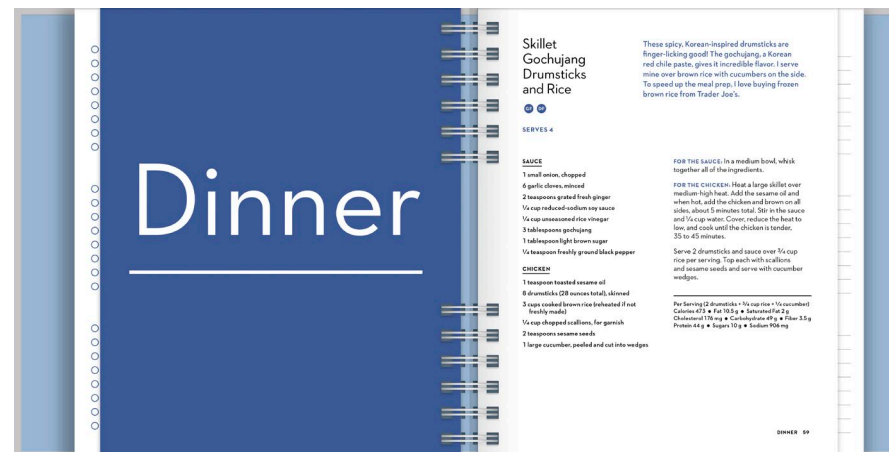 Dinner
Skillet
Gochujang
Drumsticks
and Rice
GF DF
SERVES 4
These spicy, Korean-inspired drumsticks are
finger-licking good! The gochujang, a Korean
red chile paste, gives it incredible flavor. I serve
mine over brown rice with cucumbers on the side.
To speed up the meal prep, I love buying frozen
brown rice from Trader Joe's.
SAUCE
1 small onion, chopped
6 garlic cloves, minced
2 teaspoons grated fresh ginger
¼ cup reduced-sodium soy sauce
¼ cup unseasoned rice vinegar
3 tablespoons gochujang
1 tablespoon light brown sugar
¼ teaspoon freshly ground black pepper
CHICKEN
1 teaspoon toasted sesame oil
8 drumsticks (28 ounces total), skinned
3 cups cooked brown rice (reheated if not
freshly made)
¼ cup chopped scallions, for garnish
2 teaspoons sesame seeds
1 large cucumber, peeled and cut into wedges
FOR THE SAUCE: In a medium bowl, whisk
together all of the ingredients.
FOR THE CHICKEN: Heat a large skillet over
medium-high heat. Add the sesame oil and
when hot, add the chicken and brown on all
sides, about 5 minutes total. Stir in the sauce
and ¼ cup water. Cover, reduce the heat to
low, and cook until the chicken is tender,
35 to 45 minutes.
Serve 2 drumsticks and sauce over ¾ cup
rice per serving. Top each with scallions
and sesame seeds and serve with cucumber
wedges.
Per Serving (2 drumsticks + ¾ cup rice + ¼ cucumber)
Calories 473 • Fat 10.5 g • Saturated Fat 2 g
Cholesterol 176 mg • Carbohydrate 49 g • Fiber 3.5 g
Protein 44 g • Sugars 10 g • Sodium 906 mg
DINNER 59